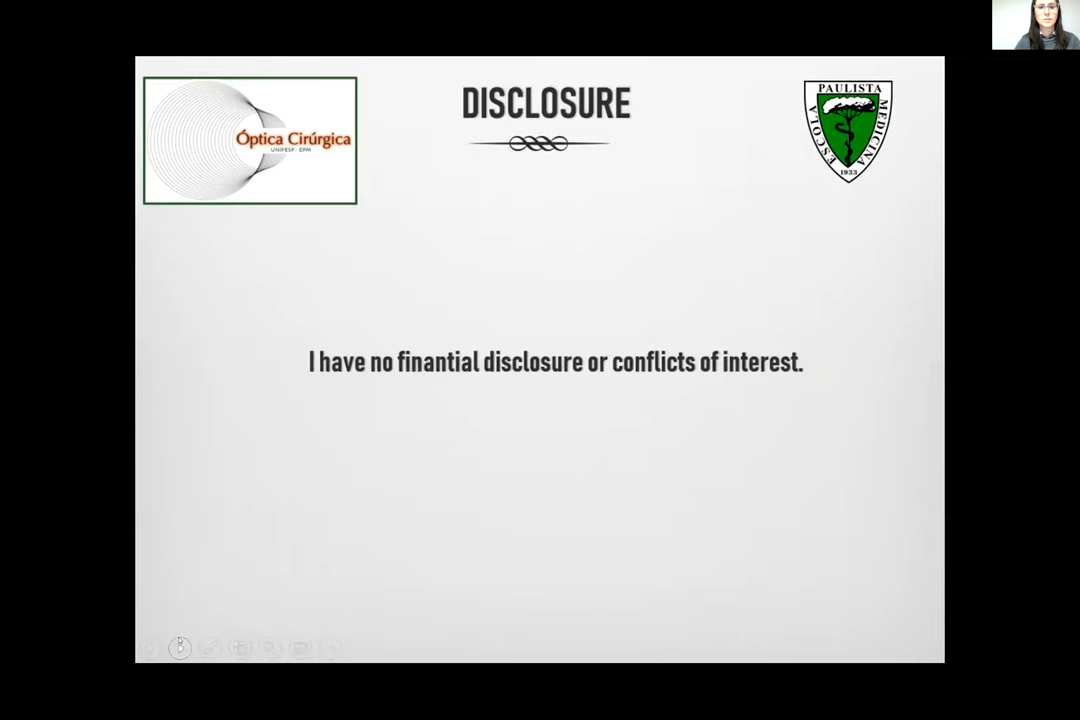 DISCLOSURE
Óptica Cirúrgica
UNIFESP - EPM
ESCOLA PAULISTA MEDICINA
1933
I have no finantial disclosure or conflicts of interest.